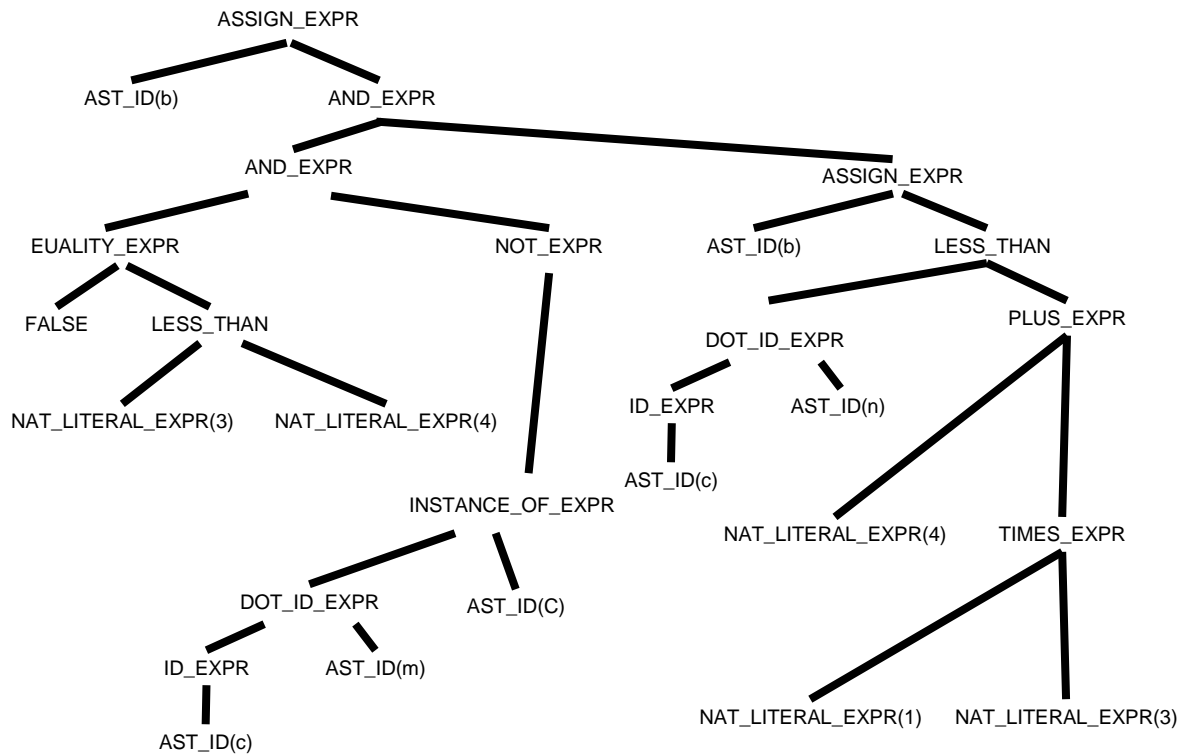 ASSIGN_EXPR
AST_ID(b) AND_EXPR
AND_EXPR ASSIGN_EXPR
EUALITY_EXPR NOT_EXPR AST_ID(b) LESS_THAN
FALSE LESS_THAN DOT_ID_EXPR PLUS_EXPR
NAT_LITERAL_EXPR(3) NAT_LITERAL_EXPR(4) ID_EXPR AST_ID(n)
AST_ID(c)
INSTANCE_OF_EXPR
NAT_LITERAL_EXPR(4) TIMES_EXPR
DOT_ID_EXPR AST_ID(C)
ID_EXPR AST_ID(m)
NAT_LITERAL_EXPR(1) NAT_LITERAL_EXPR(3)
AST_ID(c)